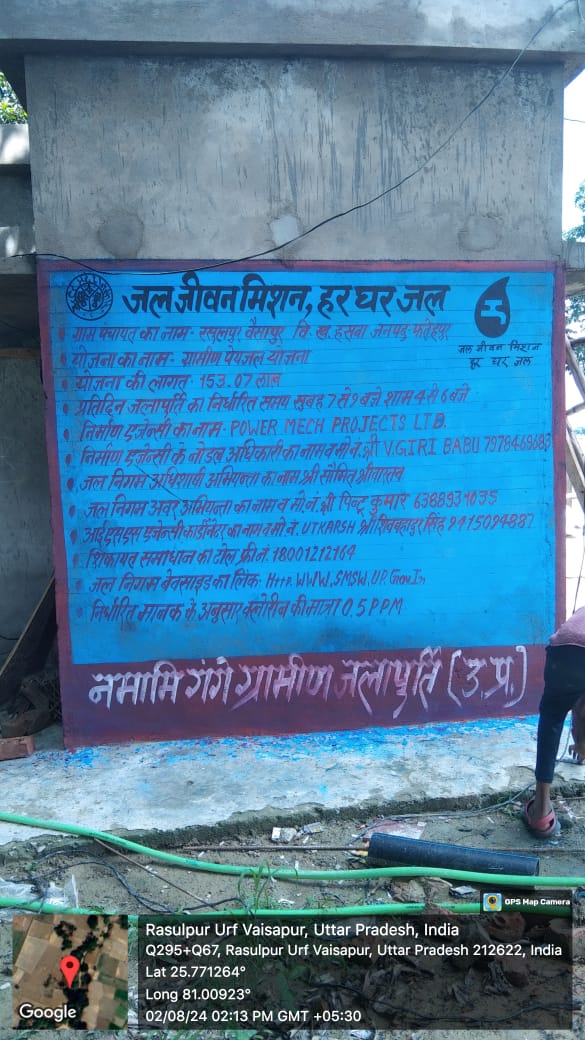 जल जीवन मिशन, हर घर जल
जल जीवन मिशन
हर घर जल
ग्राम पंचायत का नाम- रसूलपुर वैसापुर वि. ख. हसवा जनपद फतेहपुर
योजना का नाम- ग्रामीण पेयजल योजना
योजना की लागत- 153.07 लाख
प्रतिदिन जलापूर्ति का निर्धारित समय सुबह 7 से 9 बजे शाम 4 से 6 बजे
निर्माण एजेन्सी का नाम- POWER MECH PROJECTS LTD.
निर्माण एजेन्सी के नोडल अधिकारी का नाम व मो.नं. श्री V.GIRI BABU 7978469683
जल निगम अधिशाषी अभियन्ता का नाम श्री सौमित श्रीवास्तव
जल निगम अवर अभियन्ता का नाम व मो.नं. श्री पिन्टू कुमार 6388931035
आई एस एस एजेन्सी कार्डिनेटर का नाम व मो.नं. UTKARSH श्री शिवबहादुर सिंह 9415094887
शिकायत समाधान का टोल फ्री नं. 18001212164
जल निगम बेवसाइड का लिंक- Http. WWW.SMSW.UP.Gov.In
निर्धारित मानक के अनुसार क्लोरीन की मात्रा 0.5 PPM
नमामि गंगे ग्रामीण जलापूर्ति (उ.प्र.)
GPS Map Camera
Rasulpur Urf Vaisapur, Uttar Pradesh, India
Q295+Q67, Rasulpur Urf Vaisapur, Uttar Pradesh 212622, India
Lat 25.771264°
Long 81.00923°
02/08/24 02:13 PM GMT +05:30
Google